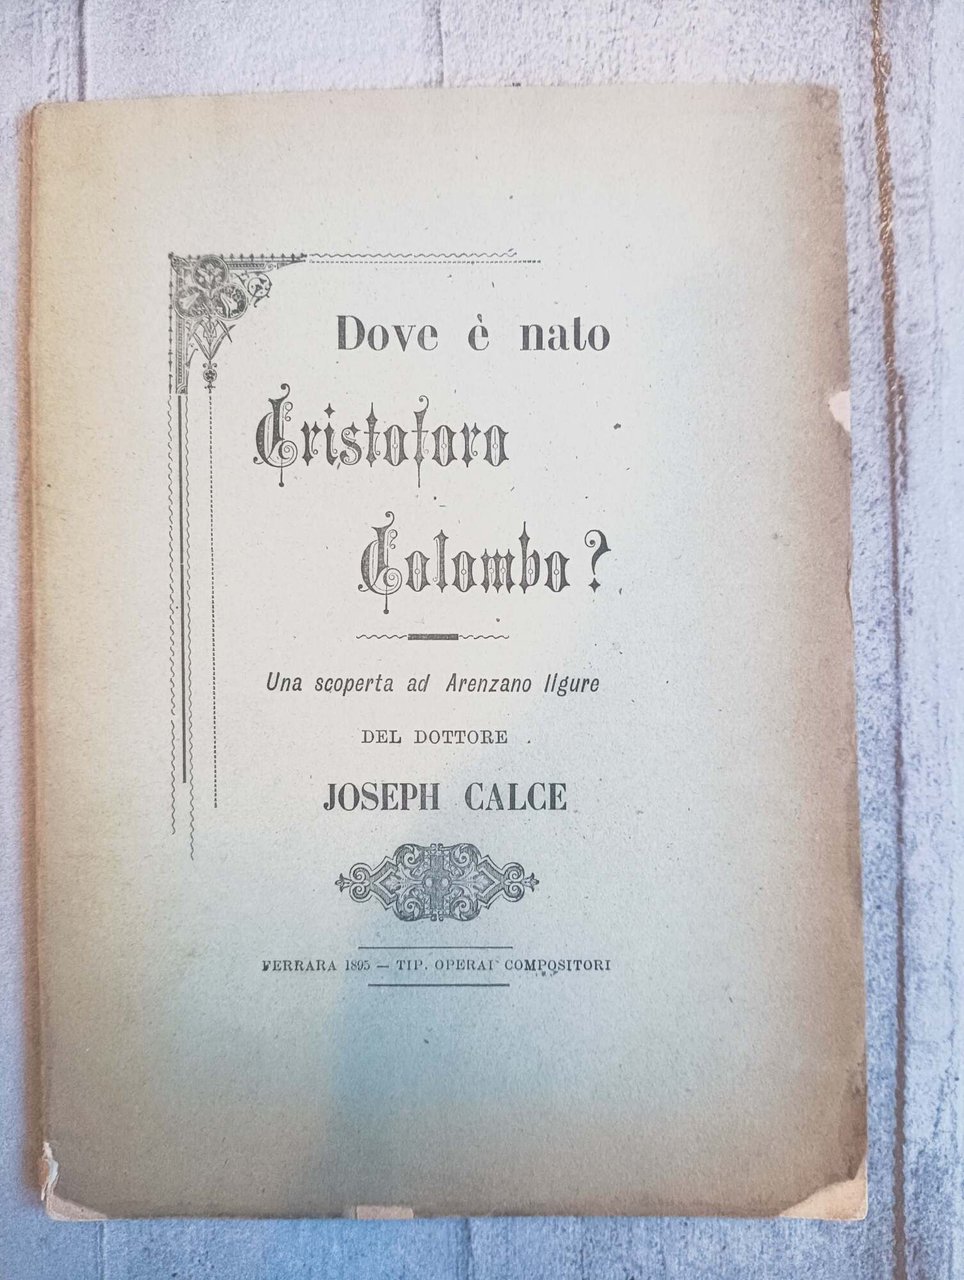 Dove è nato
Cristoforo
Colombo?
Una scoperta ad Arenzano ligure
DEL DOTTORE
JOSEPH CALCE
FERRARA 1895 — TIP. OPERAI COMPOSITORI